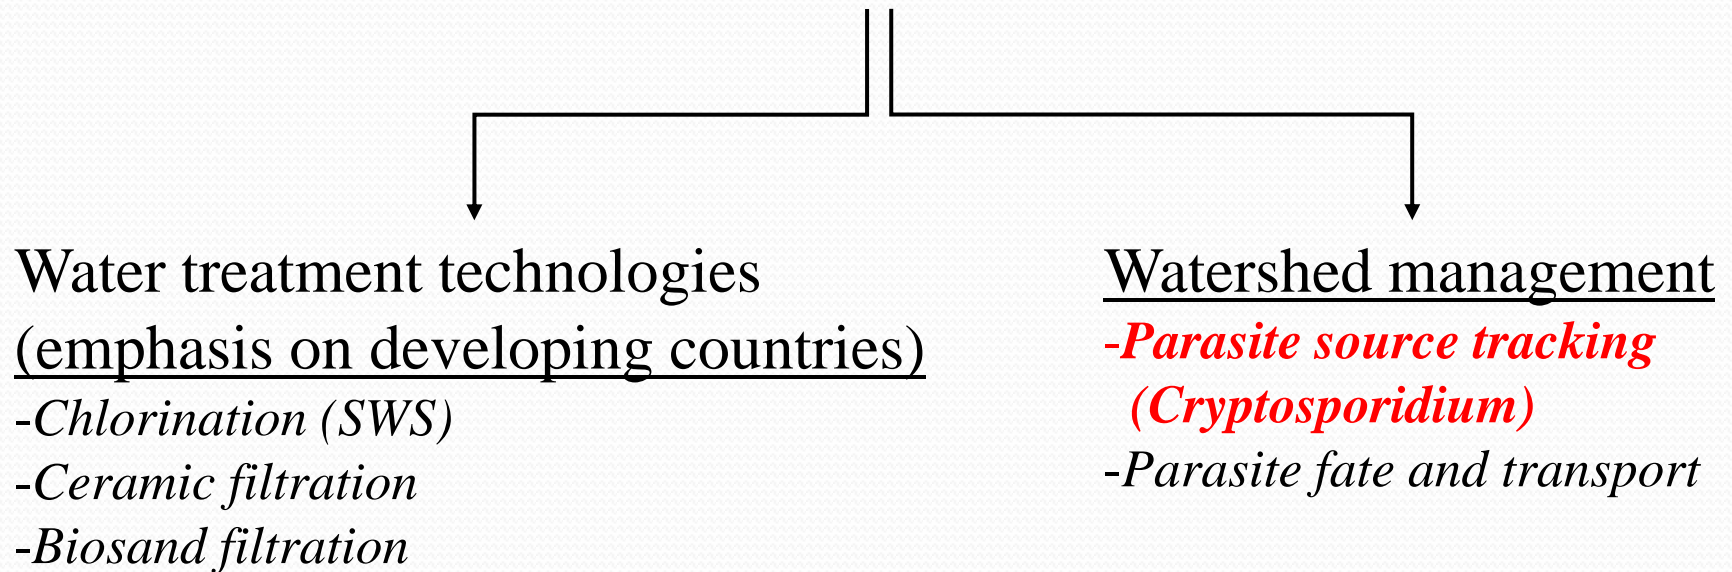 Water treatment technologies
(emphasis on developing countries)
-Chlorination (SWS)
-Ceramic filtration
-Biosand filtration
Watershed management
-Parasite source tracking
(Cryptosporidium)
-Parasite fate and transport